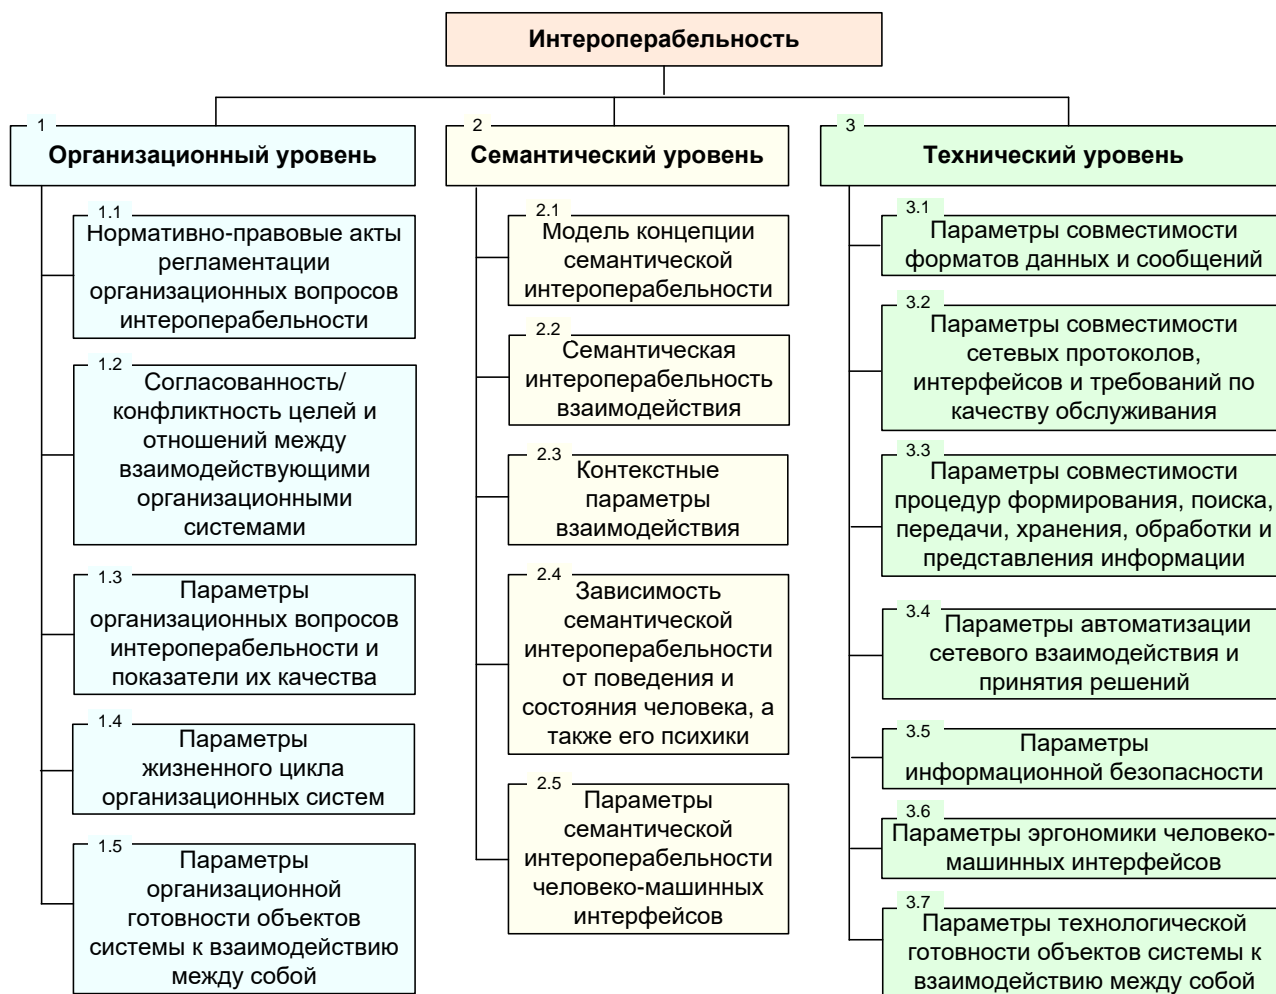 Интероперабельность
1
Организационный уровень
1.1
Нормативно-правовые акты
регламентации
организационных вопросов
интероперабельности
1.2
Согласованность/
конфликтность целей и
отношений между
взаимодействующими
организационными
системами
1.3
Параметры
организационных вопросов
интероперабельности и
показатели их качества
1.4
Параметры
жизненного цикла
организационных систем
1.5
Параметры
организационной
готовности объектов
системы к взаимодействию
между собой
2
Семантический уровень
2.1
Модель концепции
семантической
интероперабельности
2.2
Семантическая
интероперабельность
взаимодействия
2.3
Контекстные
параметры
взаимодействия
2.4
Зависимость
семантической
интероперабельности
от поведения и
состояния человека, а
также его психики
2.5
Параметры
семантической
интероперабельности
человеко-машинных
интерфейсов
3
Технический уровень
3.1
Параметры совместимости
форматов данных и сообщений
3.2
Параметры совместимости
сетевых протоколов,
интерфейсов и требований по
качеству обслуживания
3.3
Параметры совместимости
процедур формирования, поиска,
передачи, хранения, обработки и
представления информации
3.4
Параметры автоматизации
сетевого взаимодействия и
принятия решений
3.5
Параметры
информационной безопасности
3.6
Параметры эргономики человеко-
машинных интерфейсов
3.7
Параметры технологической
готовности объектов системы к
взаимодействию между собой